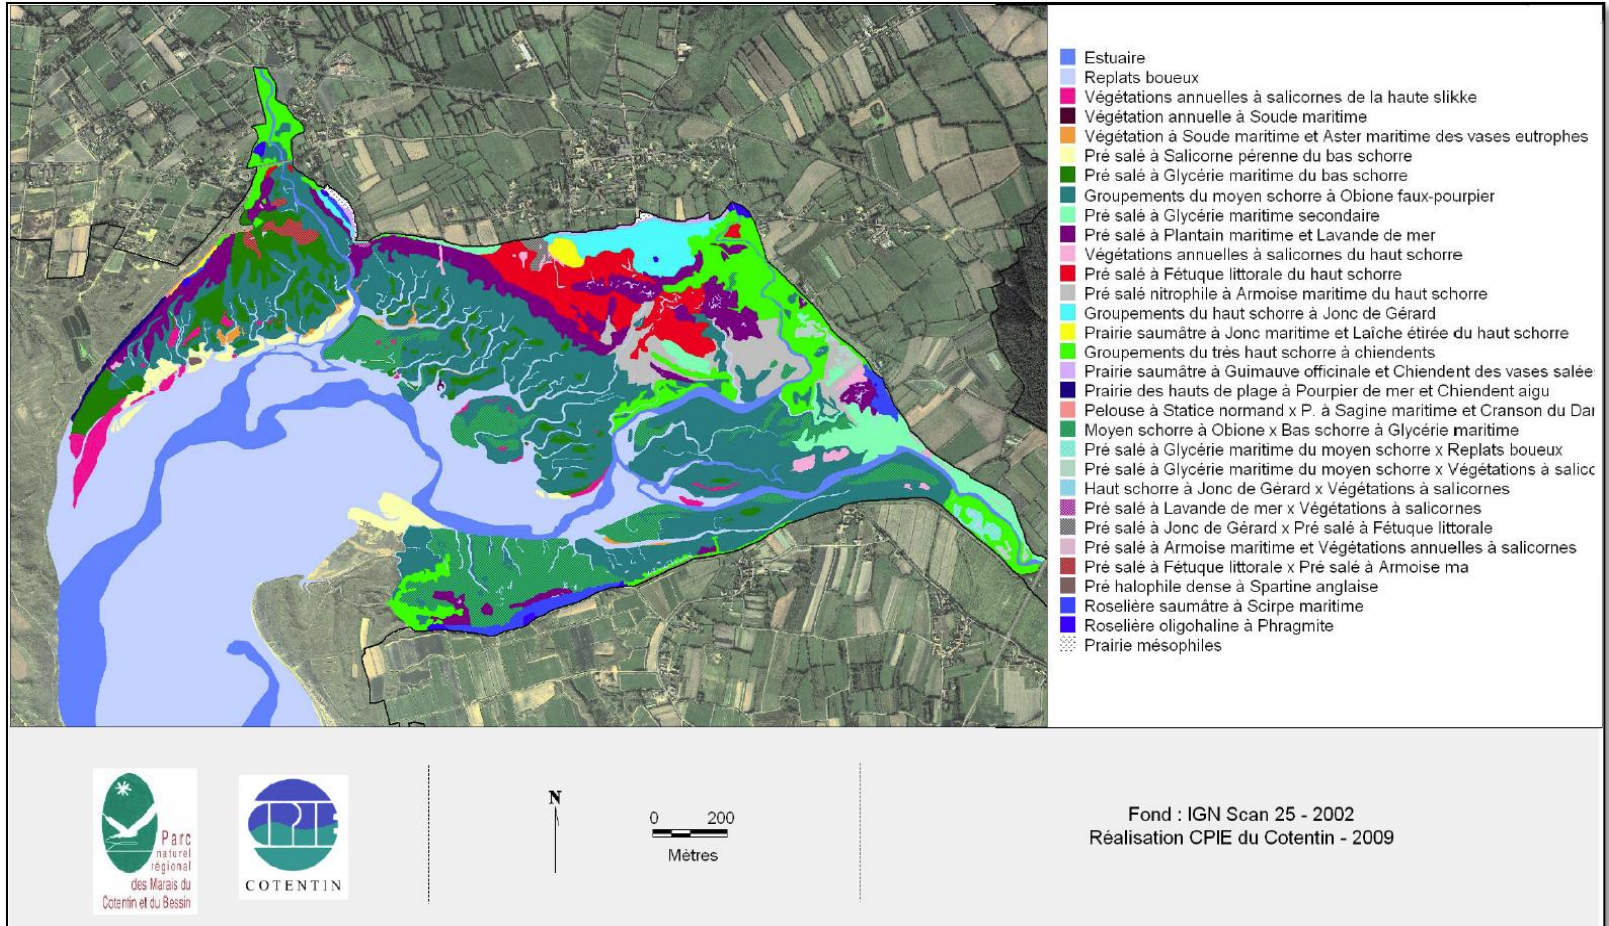 Estuaire
Replats boueux
Végétations annuelles à salicornes de la haute slikke
Végétation annuelle à Soude maritime
Végétation à Soude maritime et Aster maritime des vases eutrophes
Pré salé à Salicorne pérenne du bas schorre
Pré salé à Glycérie maritime du bas schorre
Groupements du moyen schorre à Obione faux-pourpier
Pré salé à Glycérie maritime secondaire
Pré salé à Plantain maritime et Lavande de mer
Végétations annuelles à salicornes du haut schorre
Pré salé à Fétuque littorale du haut schorre
Pré salé nitrophile à Armoise maritime du haut schorre
Groupements du haut schorre à Jonc de Gérard
Prairie saumâtre à Jonc maritime et Laîche étirée du haut schorre
Groupements du très haut schorre à chiendents
Prairie saumâtre à Guimauve officinale et Chiendent des vases salée
Prairie des hauts de plage à Pourpier de mer et Chiendent aigu
Pelouse à Statice normand x P. à Sagine maritime et Cranson du Dan
Moyen schorre à Obione x Bas schorre à Glycérie maritime
Pré salé à Glycérie maritime du moyen schorre x Replats boueux
Pré salé à Glycérie maritime du moyen schorre x Végétations à salicc
Haut schorre à Jonc de Gérard x Végétations à salicornes
Pré salé à Lavande de mer x Végétations à salicornes
Pré salé à Jonc de Gérard x Pré salé à Fétuque littorale
Pré salé à Armoise maritime et Végétations annuelles à salicornes
Pré salé à Fétuque littorale x Pré salé à Armoise ma
Pré halophile dense à Spartine anglaise
Roselière saumâtre à Scirpe maritime
Roselière oligohaline à Phragmite
Prairie mésophiles
Parc
naturel
régional
des Marais du
Cotentin et du Bessin
CPIE
COTENTIN
N
0 200
Mètres
Fond : IGN Scan 25 - 2002
Réalisation CPIE du Cotentin - 2009